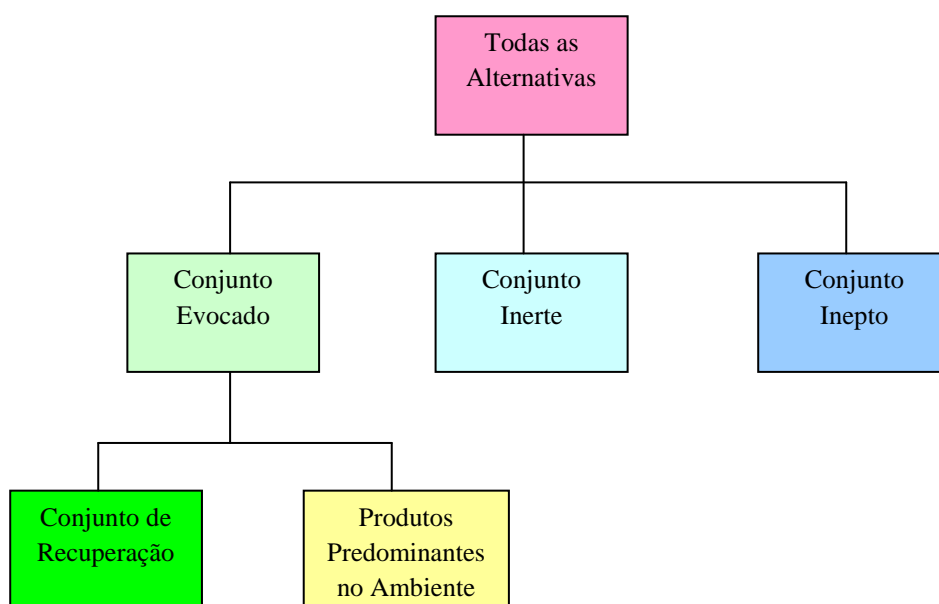 Todas as
Alternativas
Conjunto
Evocado
Conjunto
Inerte
Conjunto
Inepto
Conjunto de
Recuperação
Produtos
Predominantes
no Ambiente